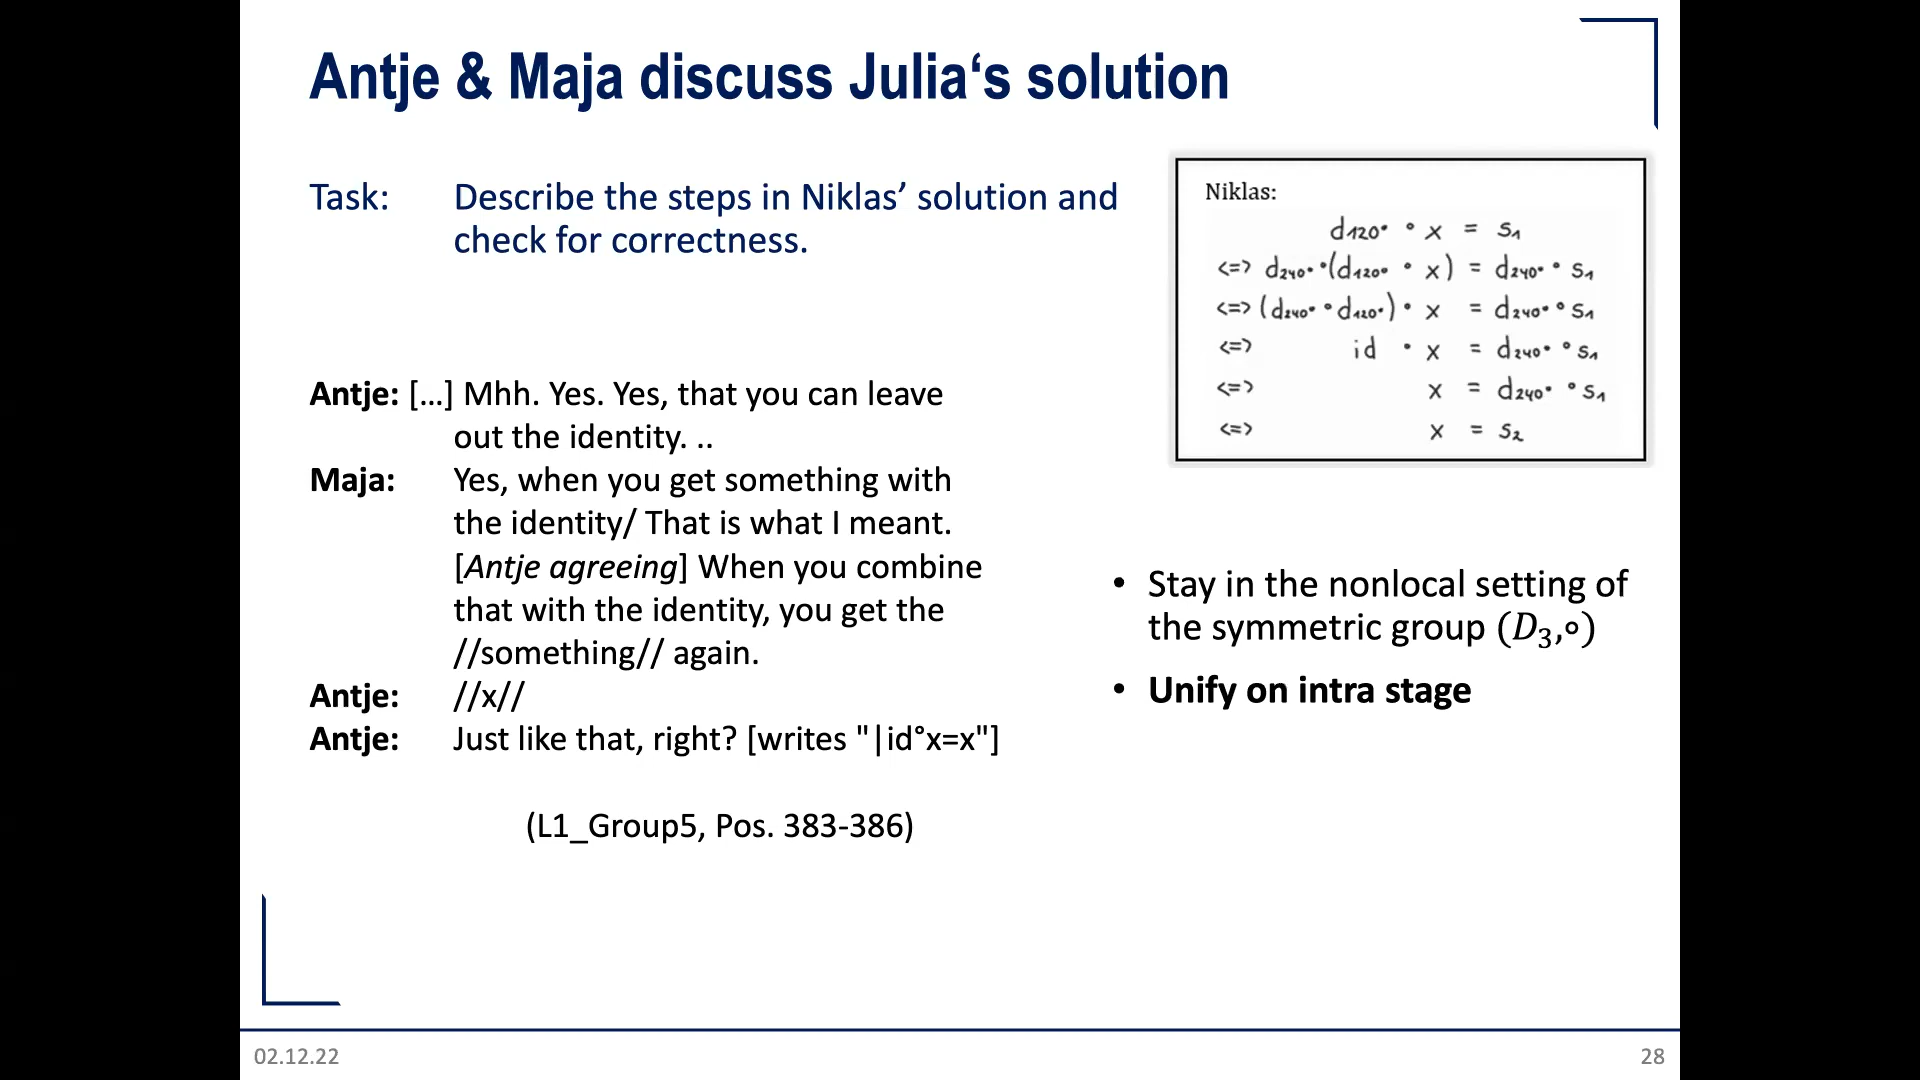 Antje & Maja discuss Julia‘s solution
Task: Describe the steps in Niklas’ solution and
check for correctness.
Niklas:
d120° ∘ x = s1
<=> d240° ∘ (d120° ∘ x) = d240° ∘ s1
<=> (d240° ∘ d120°) ∘ x = d240° ∘ s1
<=> id ∘ x = d240° ∘ s1
<=> x = d240° ∘ s1
<=> x = s2
Antje: […] Mhh. Yes. Yes, that you can leave
out the identity. ..
Maja: Yes, when you get something with
the identity/ That is what I meant.
[Antje agreeing] When you combine
that with the identity, you get the
//something// again.
Antje: //x//
Antje: Just like that, right? [writes "|id°x=x"]
(L1_Group5, Pos. 383-386)
• Stay in the nonlocal setting of
the symmetric group (D3,∘)
• Unify on intra stage
02.12.22
28